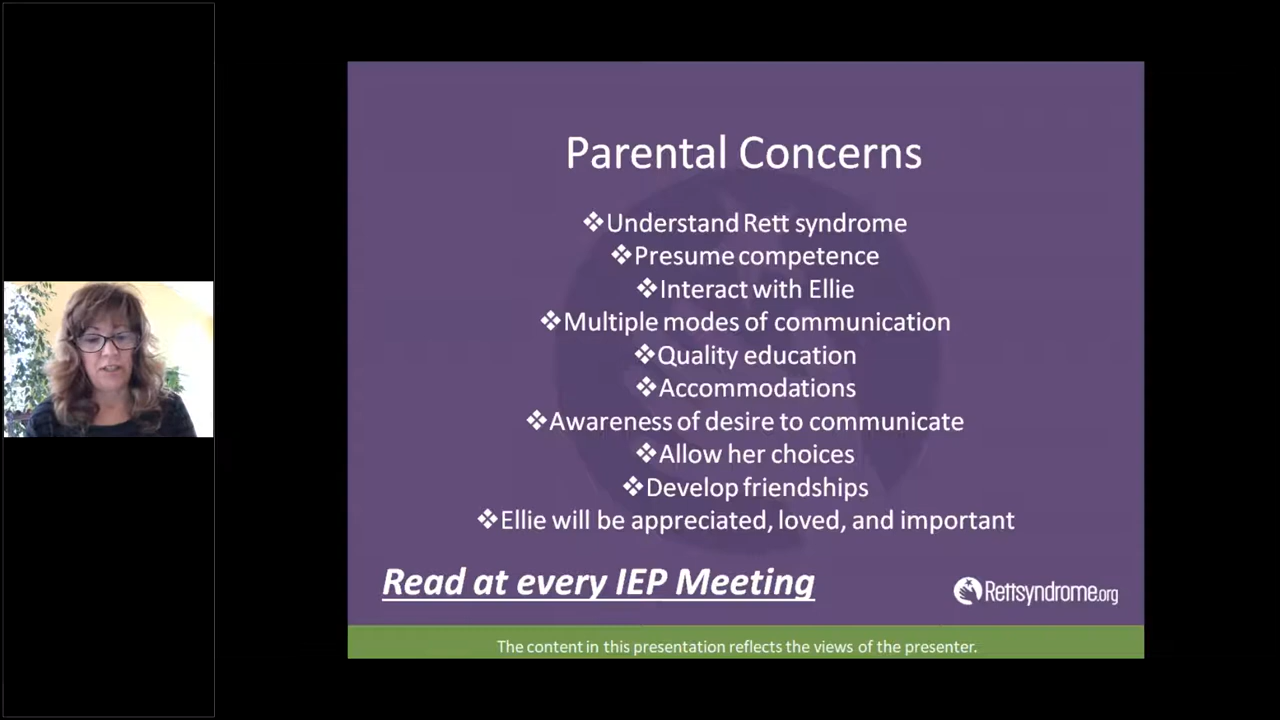 Parental Concerns
❖Understand Rett syndrome
❖Presume competence
❖Interact with Ellie
❖Multiple modes of communication
❖Quality education
❖Accommodations
❖Awareness of desire to communicate
❖Allow her choices
❖Develop friendships
❖Ellie will be appreciated, loved, and important
Read at every IEP Meeting
Rettsyndrome.org
The content in this presentation reflects the views of the presenter.